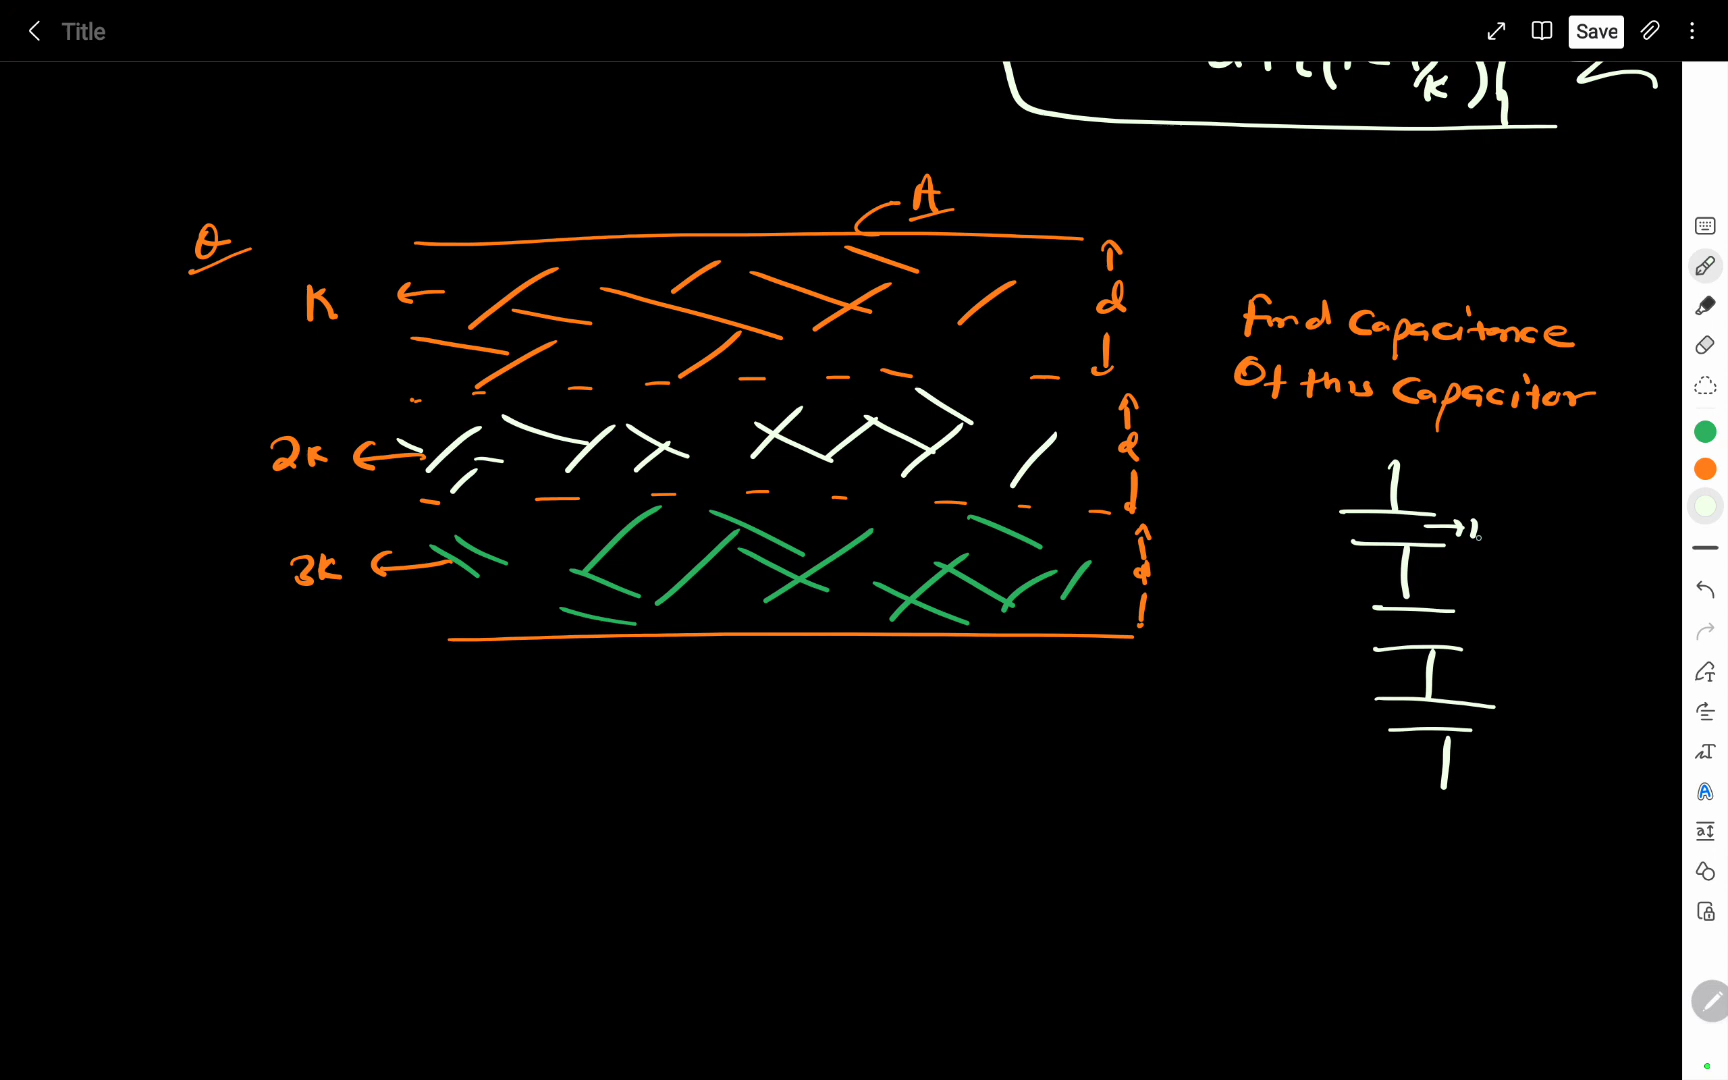 Title
Save
A
Q
K
d
find Capacitance
Of this Capacitor
2K
d
3K
d